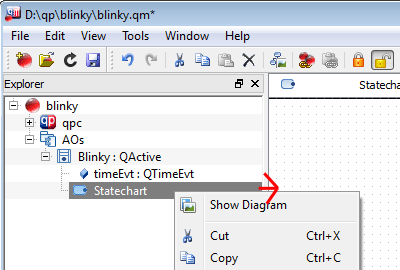 D:\qp\blinky\blinky.qm*
File Edit View Tools Window Help
Explorer
Statechart
blinky
qpc
AOs
Blinky : QActive
timeEvt : QTimeEvt
Statechart
Show Diagram
Cut Ctrl+X
Copy Ctrl+C